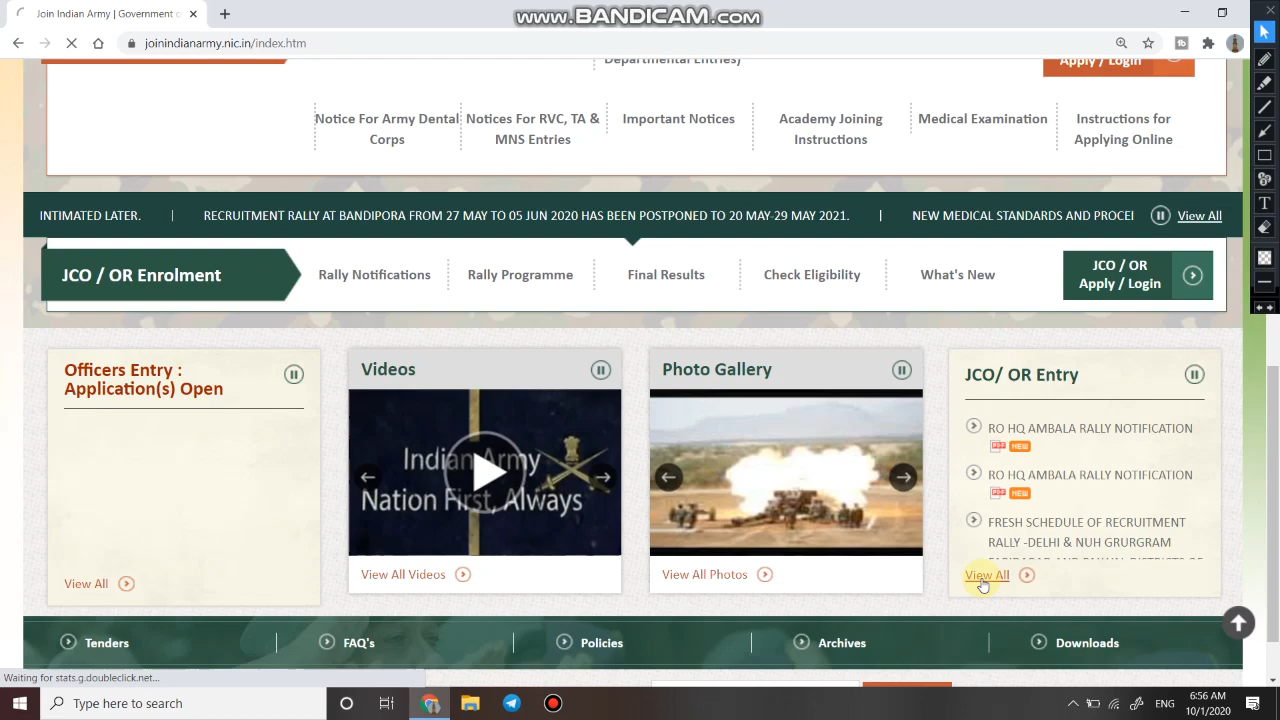 www.BANDICAM.com
Join Indian Army | Government o
joinindianarmy.nic.in/index.htm
Departmental Entries)
Apply / Login
Notice For Army Dental
Corps
Notices For RVC, TA &
MNS Entries
Important Notices
Academy Joining
Instructions
Medical Examination
Instructions for
Applying Online
INTIMATED LATER. | RECRUITMENT RALLY AT BANDIPORA FROM 27 MAY TO 05 JUN 2020 HAS BEEN POSTPONED TO 20 MAY-29 MAY 2021. | NEW MEDICAL STANDARDS AND PROCEI
View All
JCO / OR Enrolment
Rally Notifications
Rally Programme
Final Results
Check Eligibility
What's New
JCO / OR
Apply / Login
Officers Entry :
Application(s) Open
View All
Videos
Indian Army
Nation First, Always
View All Videos
Photo Gallery
View All Photos
JCO/ OR Entry
RO HQ AMBALA RALLY NOTIFICATION
PDF NEW
RO HQ AMBALA RALLY NOTIFICATION
PDF NEW
FRESH SCHEDULE OF RECRUITMENT
RALLY -DELHI & NUH GRURGRAM
View All
Tenders
FAQ's
Policies
Archives
Downloads
Waiting for stats.g.doubleclick.net...
Type here to search
ENG
6:56 AM
10/1/2020